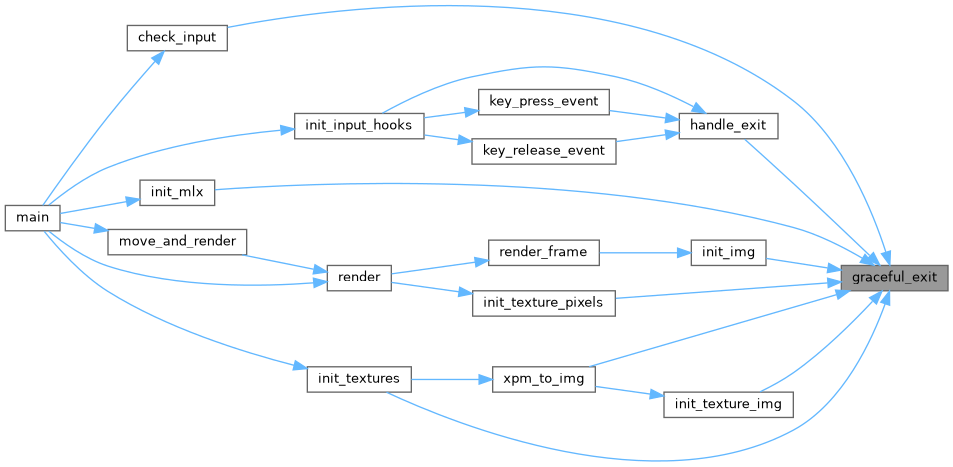 check_input
key_press_event
init_input_hooks
handle_exit
key_release_event
init_mlx
main
move_and_render
render_frame
init_img
render
graceful_exit
init_texture_pixels
init_textures
xpm_to_img
init_texture_img